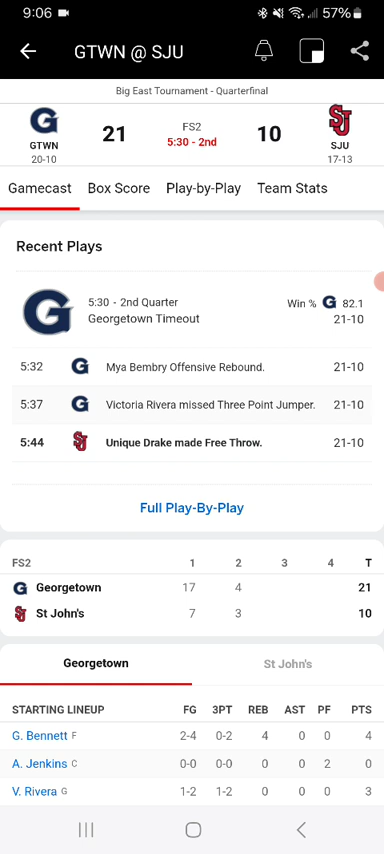 9:06 57%
GTWN @ SJU
Big East Tournament - Quarterfinal
G 21 FS2 10 SJ
GTWN 5:30 - 2nd SJU
20-10 17-13
Gamecast Box Score Play-by-Play Team Stats
Recent Plays
G 5:30 - 2nd Quarter Win % G 82.1
Georgetown Timeout 21-10
5:32 G Mya Bembry Offensive Rebound. 21-10
5:37 G Victoria Rivera missed Three Point Jumper. 21-10
5:44 SJ Unique Drake made Free Throw. 21-10
Full Play-By-Play
FS2 1 2 3 4 T
G Georgetown 17 4 21
SJ St John's 7 3 10
Georgetown St John's
STARTING LINEUP FG 3PT REB AST PF PTS
G. Bennett F 2-4 0-2 4 0 0 4
A. Jenkins C 0-0 0-0 0 0 2 0
V. Rivera G 1-2 1-2 0 0 0 3